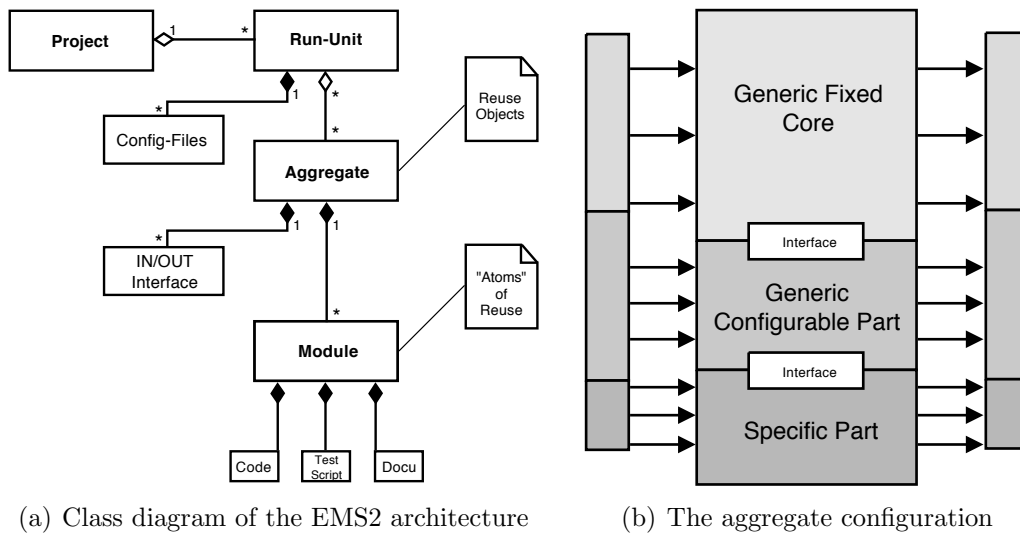 Project
1
*
Run-Unit
1
*
*
Config-Files
*
Reuse
Objects
Aggregate
*
1
1
IN/OUT
Interface
"Atoms"
of
Reuse
*
Module
Code
Test
Script
Docu
(a) Class diagram of the EMS2 architecture
Generic Fixed
Core
Interface
Generic
Configurable Part
Interface
Specific Part
(b) The aggregate configuration